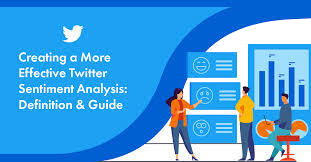 Creating a More
Effective Twitter
Sentiment Analysis:
Definition & Guide